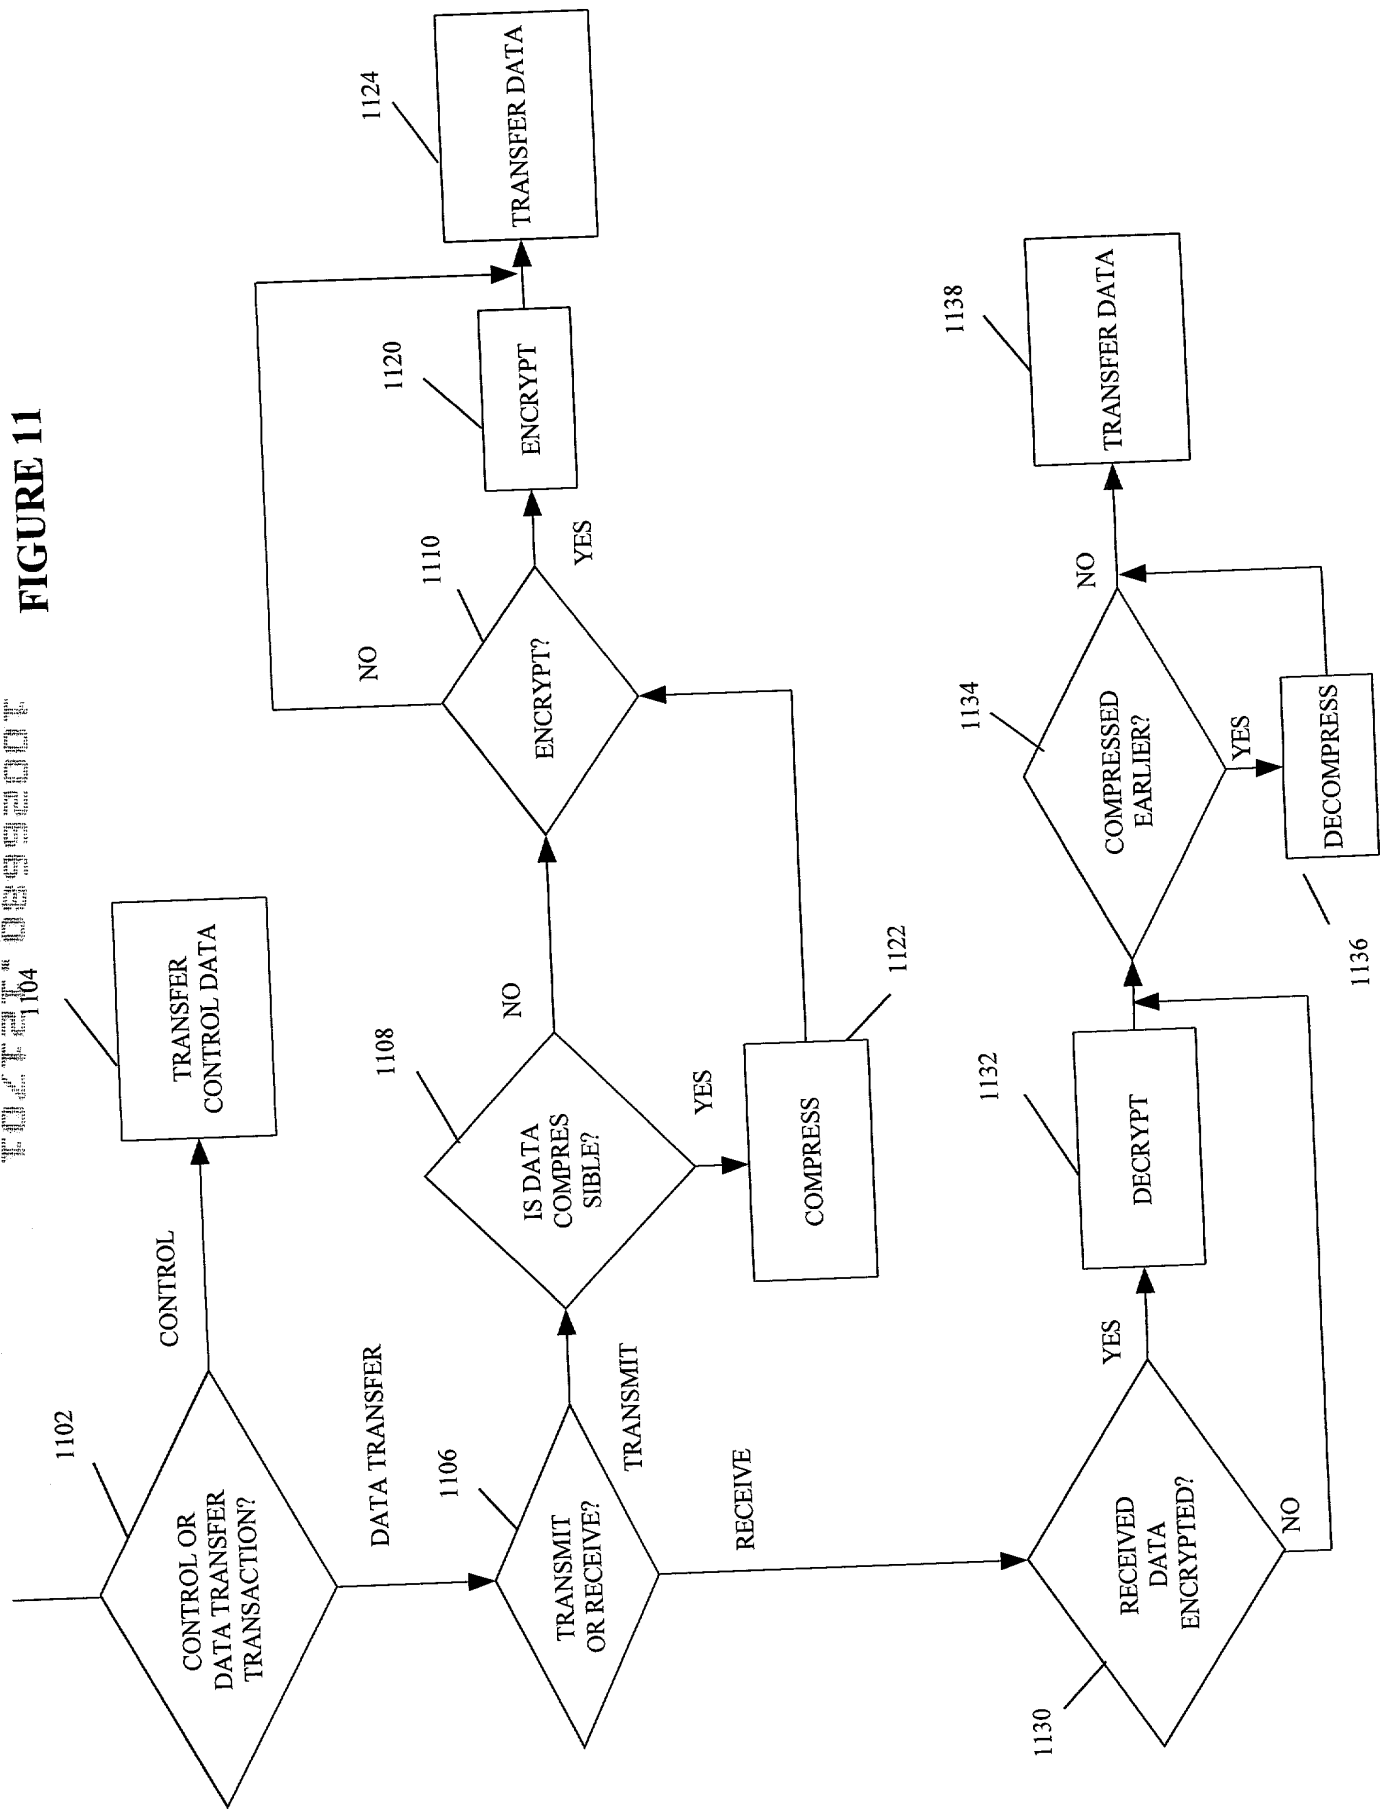 FIGURE 11
1102
CONTROL OR
DATA TRANSFER
TRANSACTION?
CONTROL
1104
TRANSFER
CONTROL DATA
DATA TRANSFER
1106
TRANSMIT
OR RECEIVE?
TRANSMIT
1108
IS DATA
COMPRES
SIBLE?
NO
YES
COMPRESS
1122
1110
ENCRYPT?
NO
YES
1120
ENCRYPT
1124
TRANSFER DATA
RECEIVE
1130
RECEIVED
DATA
ENCRYPTED?
YES
NO
1132
DECRYPT
1134
COMPRESSED
EARLIER?
NO
YES
DECOMPRESS
1136
1138
TRANSFER DATA